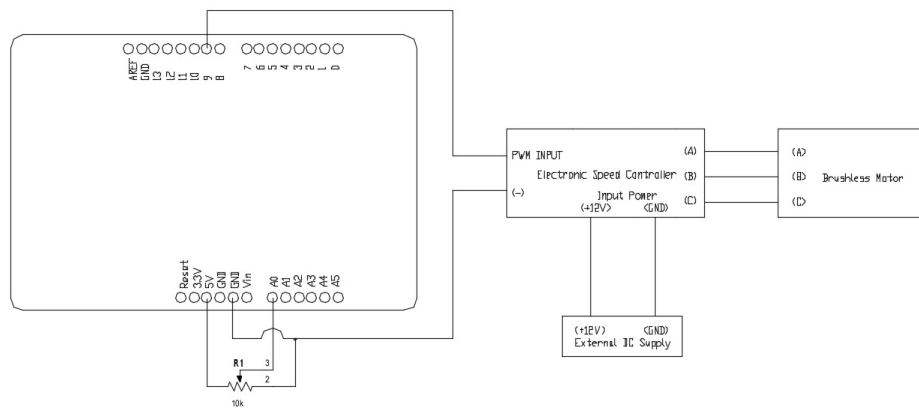 AREF
GND
13
12
11
10
9
8
7
6
5
4
3
2
1
0
PWM INPUT
(-)
Electronic Speed Controller
Input Power
(+12V)
(GND)
(A)
(B)
(C)
(A)
(B)
(C)
Brushless Motor
Reset
3.3V
5V
GND
GND
Vin
A0
A1
A2
A3
A4
A5
(+12V)
(GND)
External DC Supply
R1
3
2
10k